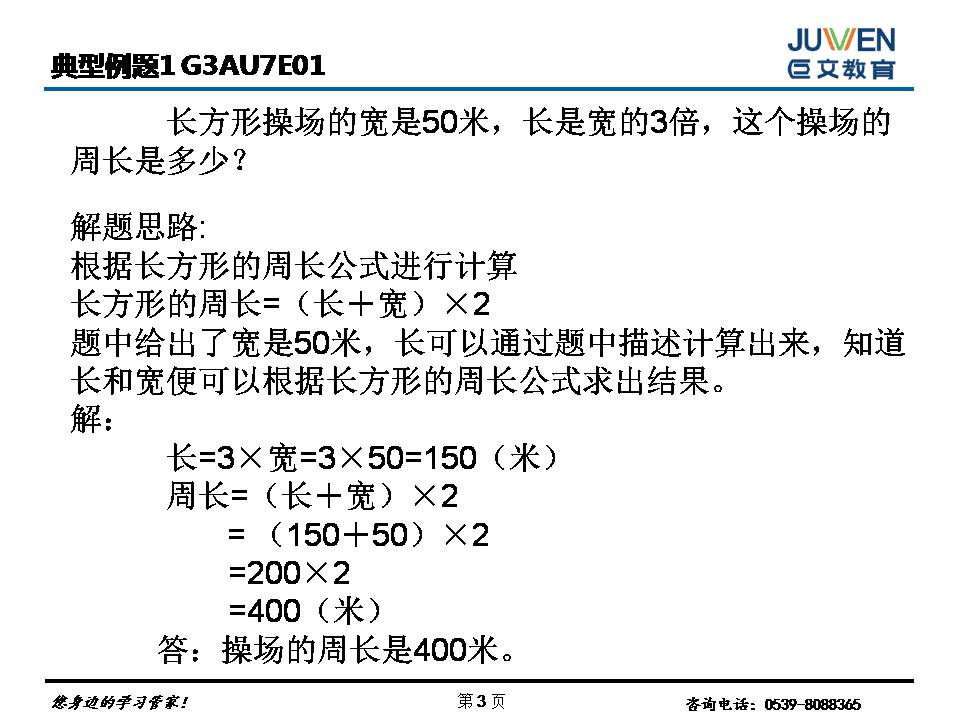 典型例题1 G3AU7E01
JUWEN
巨文教育
长方形操场的宽是50米，长是宽的3倍，这个操场的
周长是多少？
解题思路:
根据长方形的周长公式进行计算
长方形的周长=（长＋宽）×2
题中给出了宽是50米，长可以通过题中描述计算出来，知道
长和宽便可以根据长方形的周长公式求出结果。
解：
长=3×宽=3×50=150（米）
周长=（长＋宽）×2
=（150＋50）×2
=200×2
=400（米）
答：操场的周长是400米。
您身边的学习管家！
第 3 页
咨询电话：0539-8088365